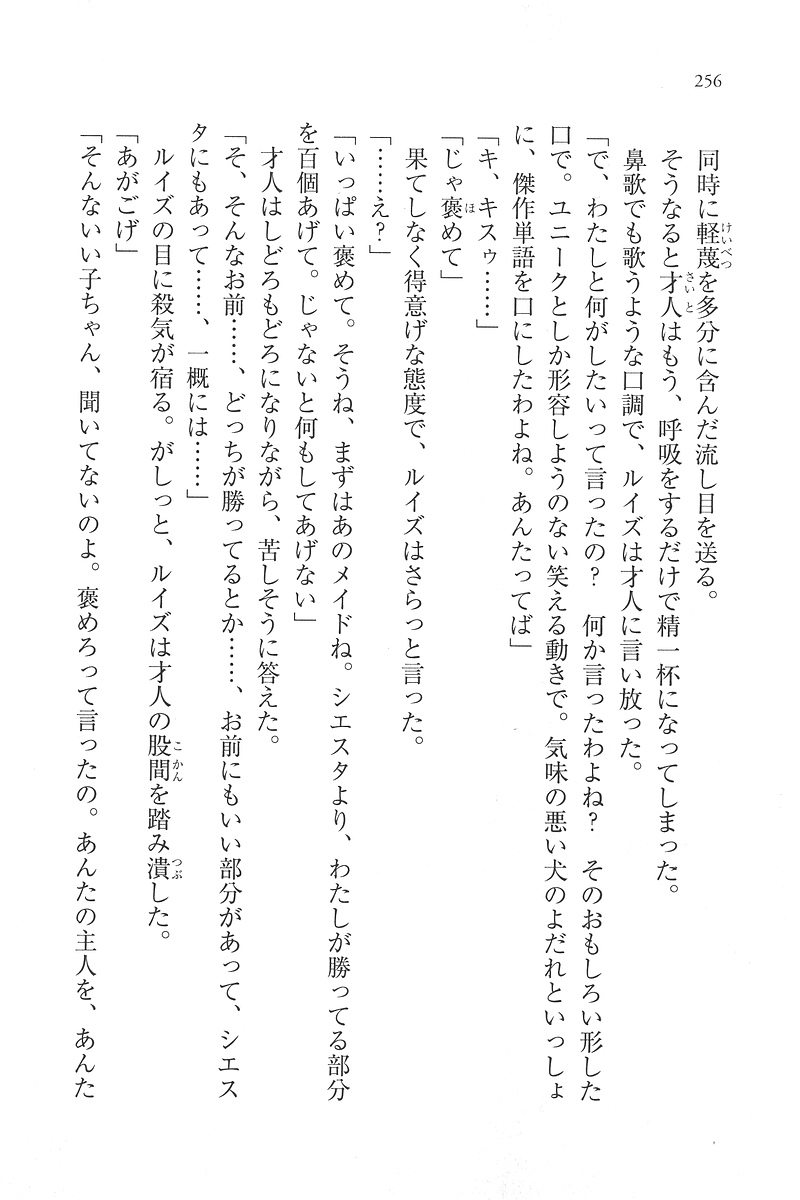 256
同時に軽蔑を多分に含んだ流し目を送る。
そうなると才人はもう、呼吸をするだけで精一杯になってしまった。
鼻歌でも歌うような口調で、ルイズは才人に言い放った。
「で、わたしと何がしたいって言ったの？　何か言ったわよね？　そのおもしろい形した
口で。ユニークとしか形容しようのない笑える動きで。気味の悪い犬のよだれといっしょ
に、傑作単語を口にしたわよね。あんたってば」
「キ、キスゥ……」
「じゃ褒めて」
果てしなく得意げな態度で、ルイズはさらっと言った。
「……え？」
「いっぱい褒めて。そうね、まずはあのメイドね。シエスタより、わたしが勝ってる部分
を百個あげて。じゃないと何もしてあげない」
才人はしどろもどろになりながら、苦しそうに答えた。
「そ、そんなお前……、どっちが勝ってるとか……、お前にもいい部分があって、シエス
タにもあって……、一概には……」
ルイズの目に殺気が宿る。がしっと、ルイズは才人の股間を踏み潰した。
「あがごげ」
「そんないい子ちゃん、聞いてないのよ。褒めろって言ったの。あんたの主人を、あんた